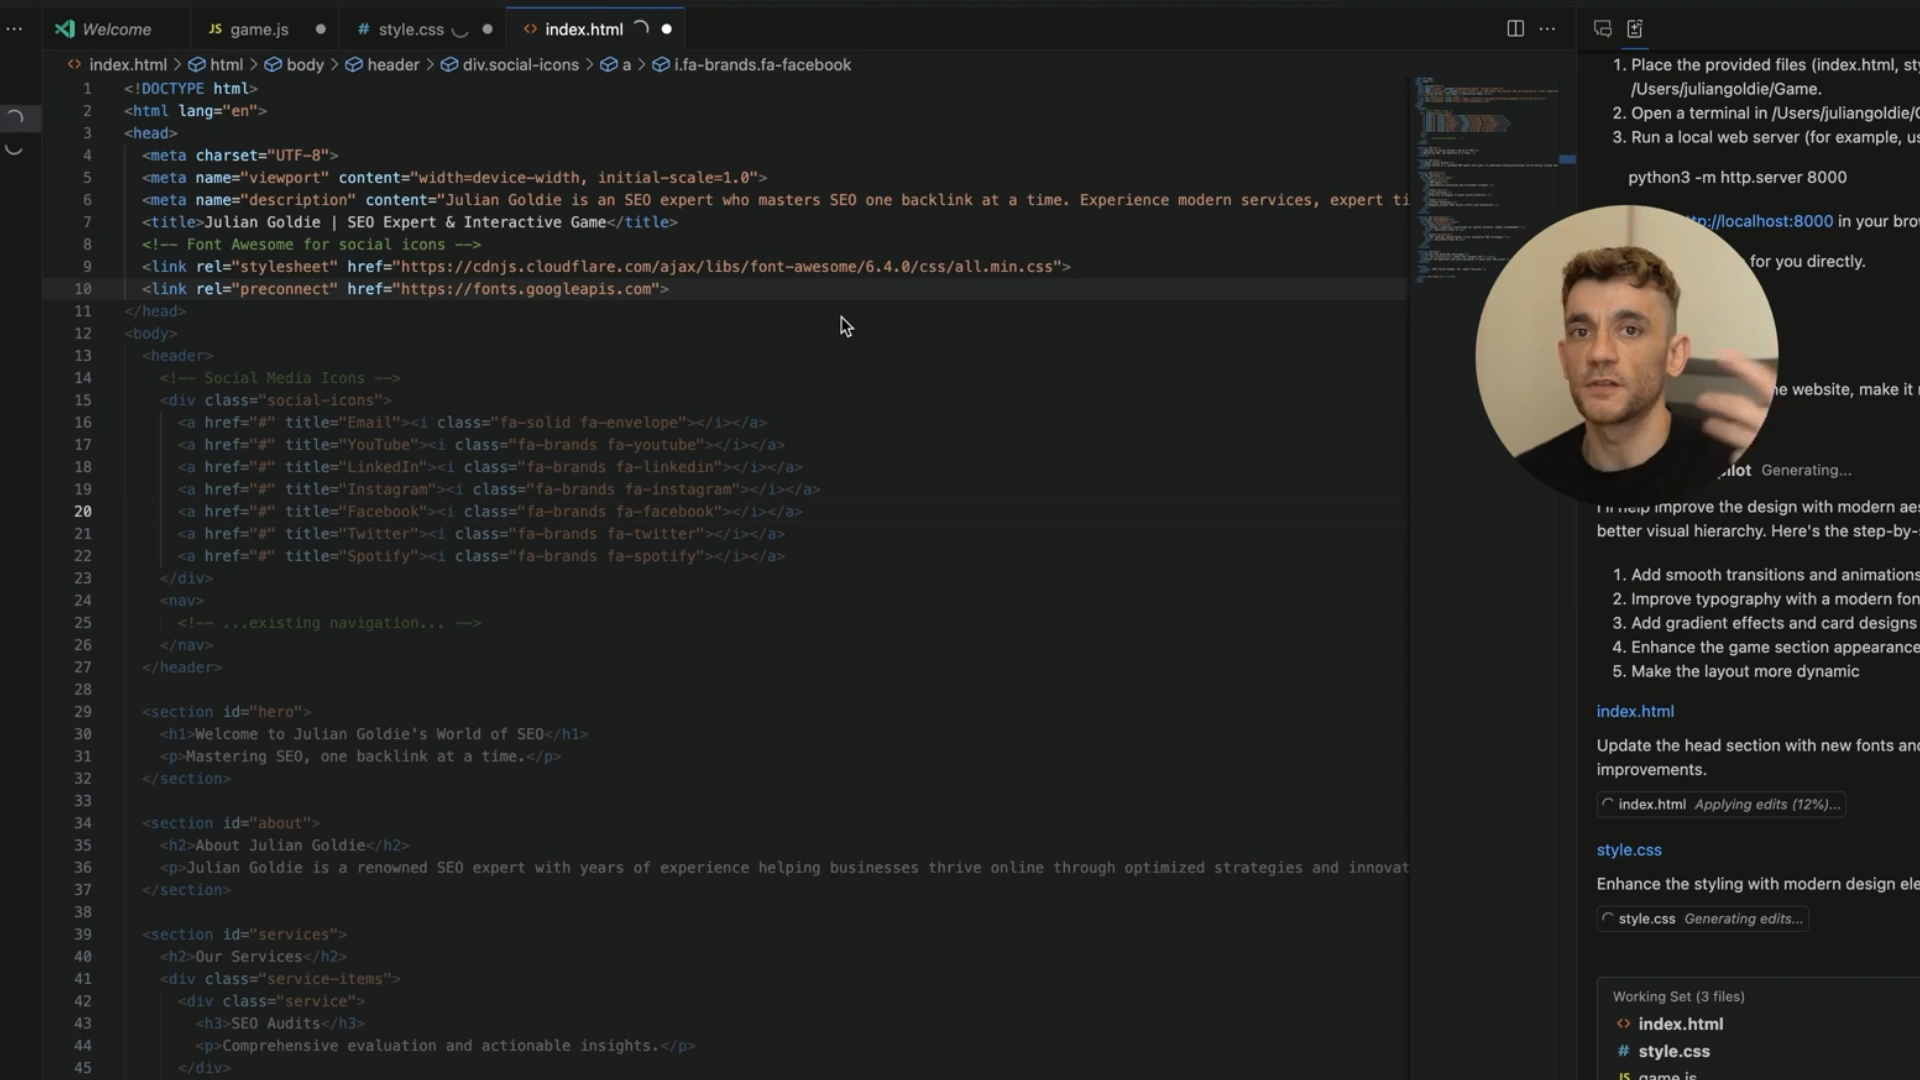 Welcome
JS game.js
# style.css
<> index.html
<> index.html > html > body > header > div.social-icons > a > i.fa-brands.fa-facebook
1 <!DOCTYPE html>
2 <html lang="en">
3 <head>
4 <meta charset="UTF-8">
5 <meta name="viewport" content="width=device-width, initial-scale=1.0">
6 <meta name="description" content="Julian Goldie is an SEO expert who masters SEO one backlink at a time. Experience modern services, expert ti
7 <title>Julian Goldie | SEO Expert & Interactive Game</title>
8 <!-- Font Awesome for social icons -->
9 <link rel="stylesheet" href="https://cdnjs.cloudflare.com/ajax/libs/font-awesome/6.4.0/css/all.min.css">
10 <link rel="preconnect" href="https://fonts.googleapis.com">
11 </head>
12 <body>
13 <header>
14 <!-- Social Media Icons -->
15 <div class="social-icons">
16 <a href="#" title="Email"><i class="fa-solid fa-envelope"></i></a>
17 <a href="#" title="YouTube"><i class="fa-brands fa-youtube"></i></a>
18 <a href="#" title="LinkedIn"><i class="fa-brands fa-linkedin"></i></a>
19 <a href="#" title="Instagram"><i class="fa-brands fa-instagram"></i></a>
20 <a href="#" title="Facebook"><i class="fa-brands fa-facebook"></i></a>
21 <a href="#" title="Twitter"><i class="fa-brands fa-twitter"></i></a>
22 <a href="#" title="Spotify"><i class="fa-brands fa-spotify"></i></a>
23 </div>
24 <nav>
25 <!-- ...existing navigation... -->
26 </nav>
27 </header>
28
29 <section id="hero">
30 <h1>Welcome to Julian Goldie's World of SEO</h1>
31 <p>Mastering SEO, one backlink at a time.</p>
32 </section>
33
34 <section id="about">
35 <h2>About Julian Goldie</h2>
36 <p>Julian Goldie is a renowned SEO expert with years of experience helping businesses thrive online through optimized strategies and innovat
37 </section>
38
39 <section id="services">
40 <h2>Our Services</h2>
41 <div class="service-items">
42 <div class="service">
43 <h3>SEO Audits</h3>
44 <p>Comprehensive evaluation and actionable insights.</p>
45 </div>
1. Place the provided files (index.html, sty
/Users/juliangoldie/Game.
2. Open a terminal in /Users/juliangoldie/G
3. Run a local web server (for example, us
python3 -m http.server 8000
tp://localhost:8000 in your brow
for you directly.
he website, make it
pilot Generating...
I'll help improve the design with modern aes
better visual hierarchy. Here's the step-by-s
1. Add smooth transitions and animations
2. Improve typography with a modern fon
3. Add gradient effects and card designs
4. Enhance the game section appearance
5. Make the layout more dynamic
index.html
Update the head section with new fonts and
improvements.
index.html Applying edits (12%)...
style.css
Enhance the styling with modern design ele
style.css Generating edits...
Working Set (3 files)
<> index.html
# style.css
JS game.js